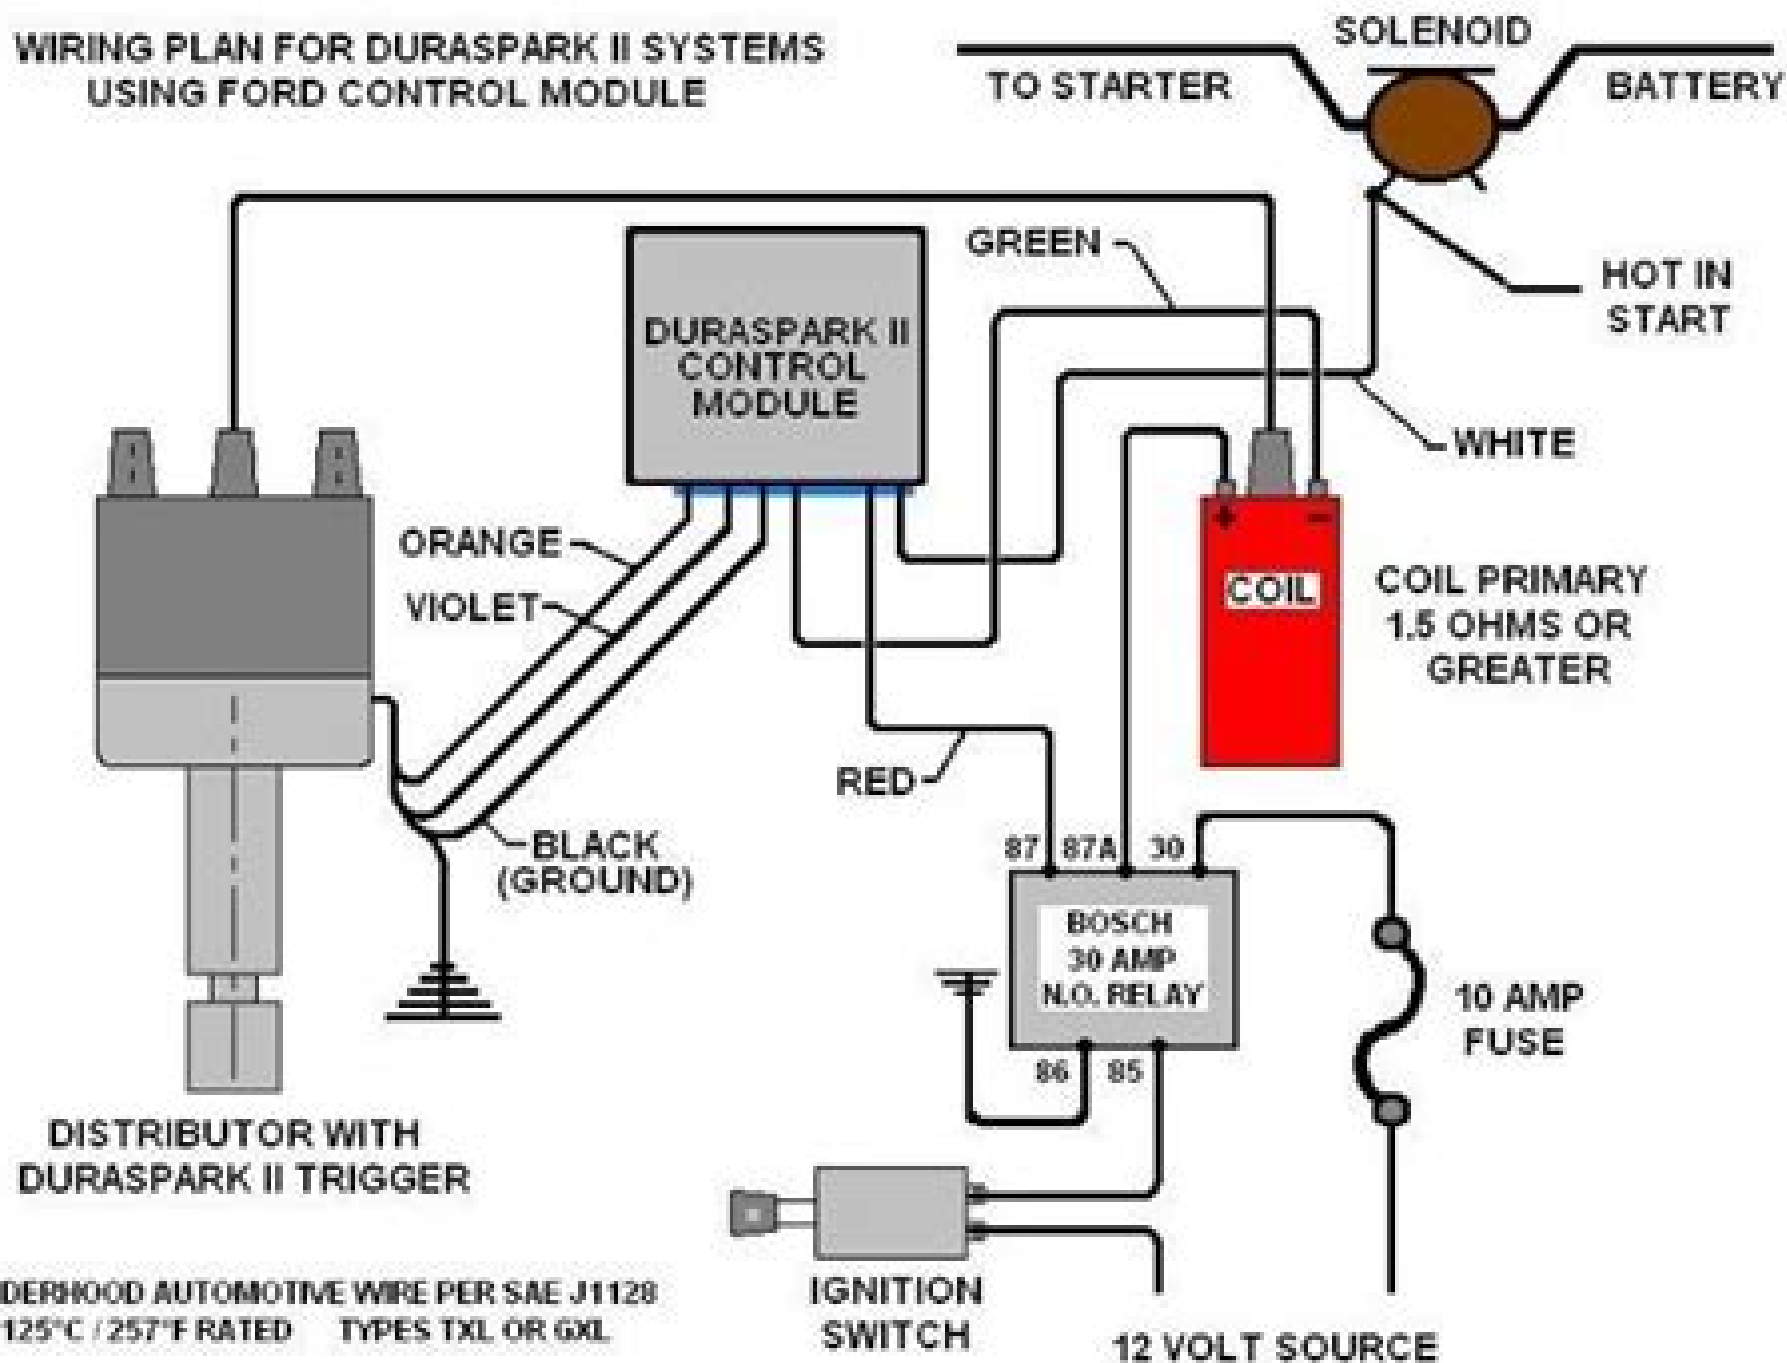 WIRING PLAN FOR DURASPARK II SYSTEMS
USING FORD CONTROL MODULE
SOLENOID
TO STARTER
BATTERY
GREEN
HOT IN
START
DURASPARK II
CONTROL
MODULE
WHITE
ORANGE
VIOLET
+ −
COIL
COIL PRIMARY
1.5 OHMS OR
GREATER
RED
BLACK
(GROUND)
87 87A 30
BOSCH
30 AMP
N.O. RELAY
10 AMP
FUSE
86 85
DISTRIBUTOR WITH
DURASPARK II TRIGGER
IGNITION
SWITCH
DERHOOD AUTOMOTIVE WIRE PER SAE J1128
125°C / 257°F RATED TYPES TXL OR GXL
12 VOLT SOURCE